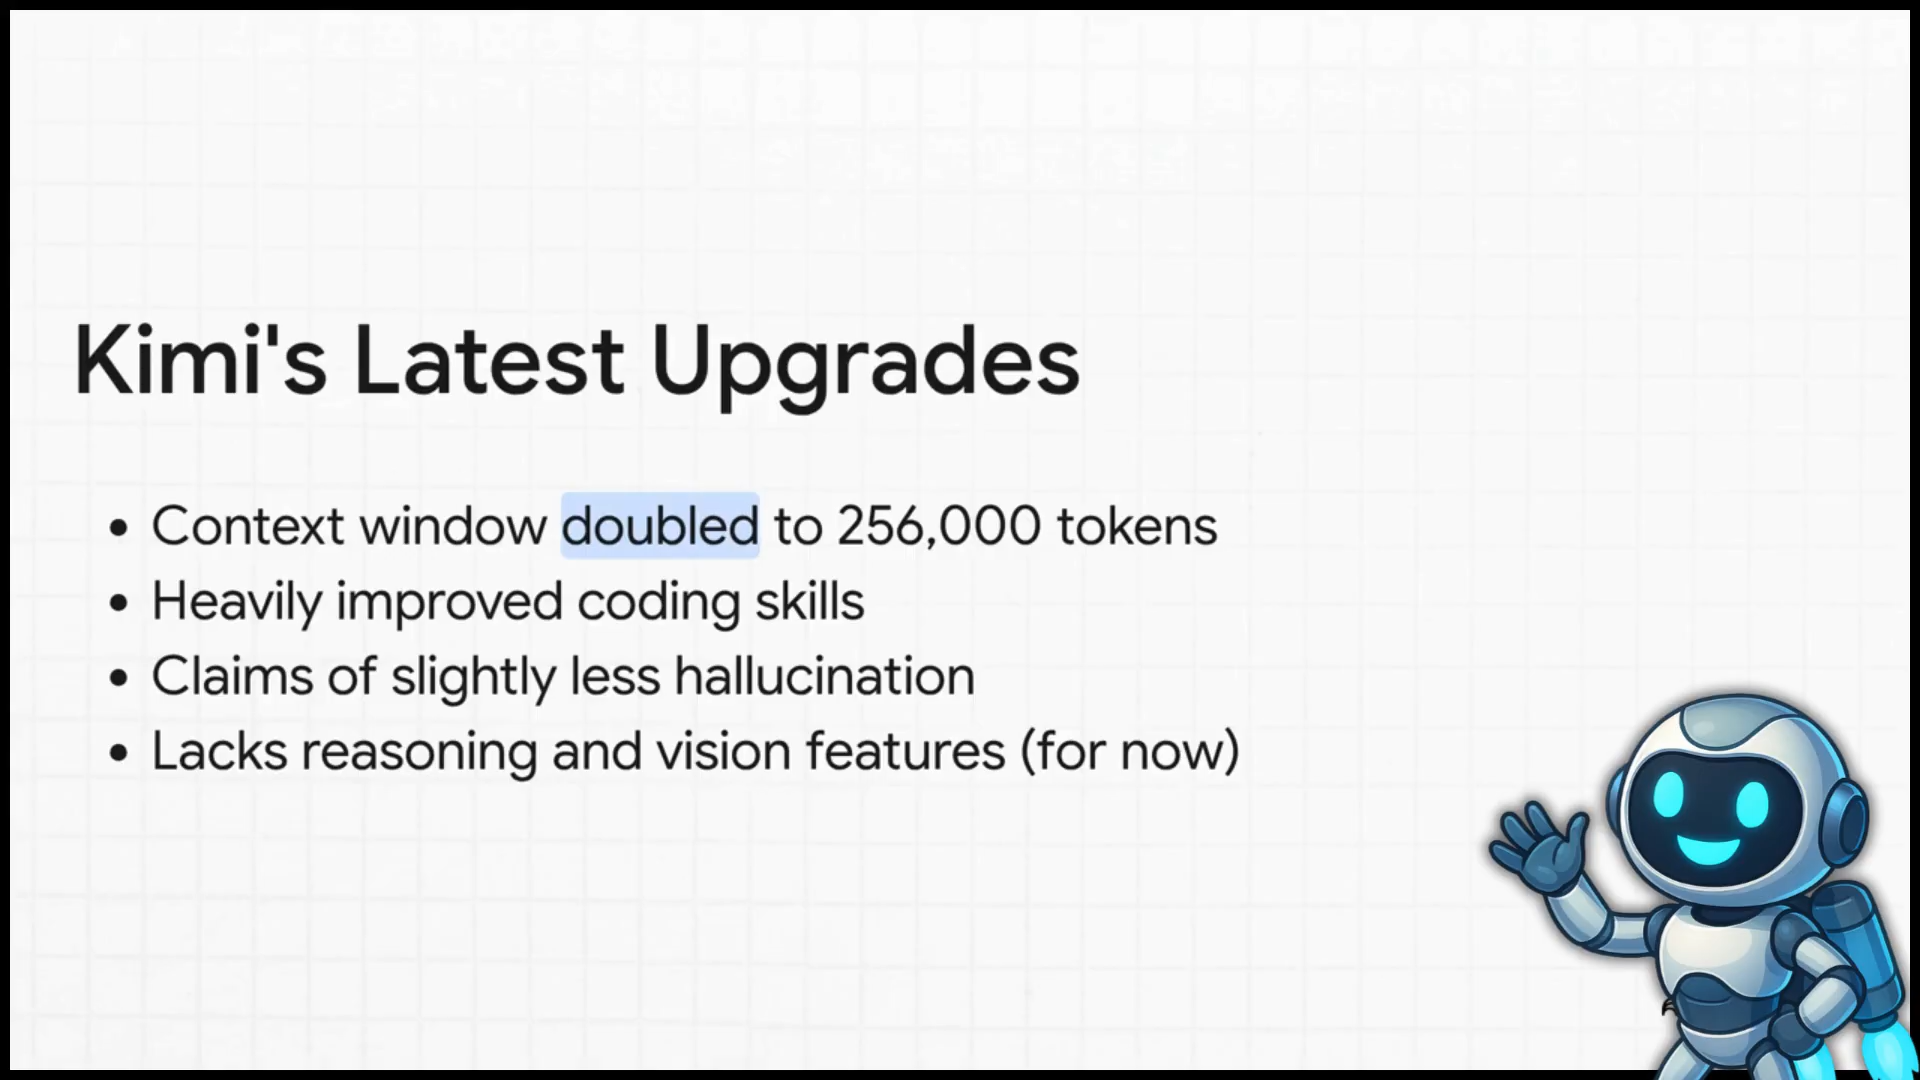 Kimi's Latest Upgrades
• Context window doubled to 256,000 tokens
• Heavily improved coding skills
• Claims of slightly less hallucination
• Lacks reasoning and vision features (for now)